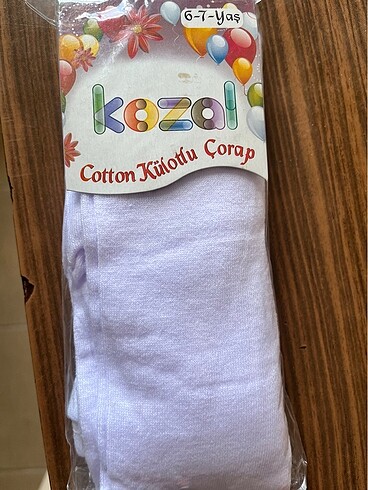 6-7-Yaş
kozal
Cotton Külotlu Çorap